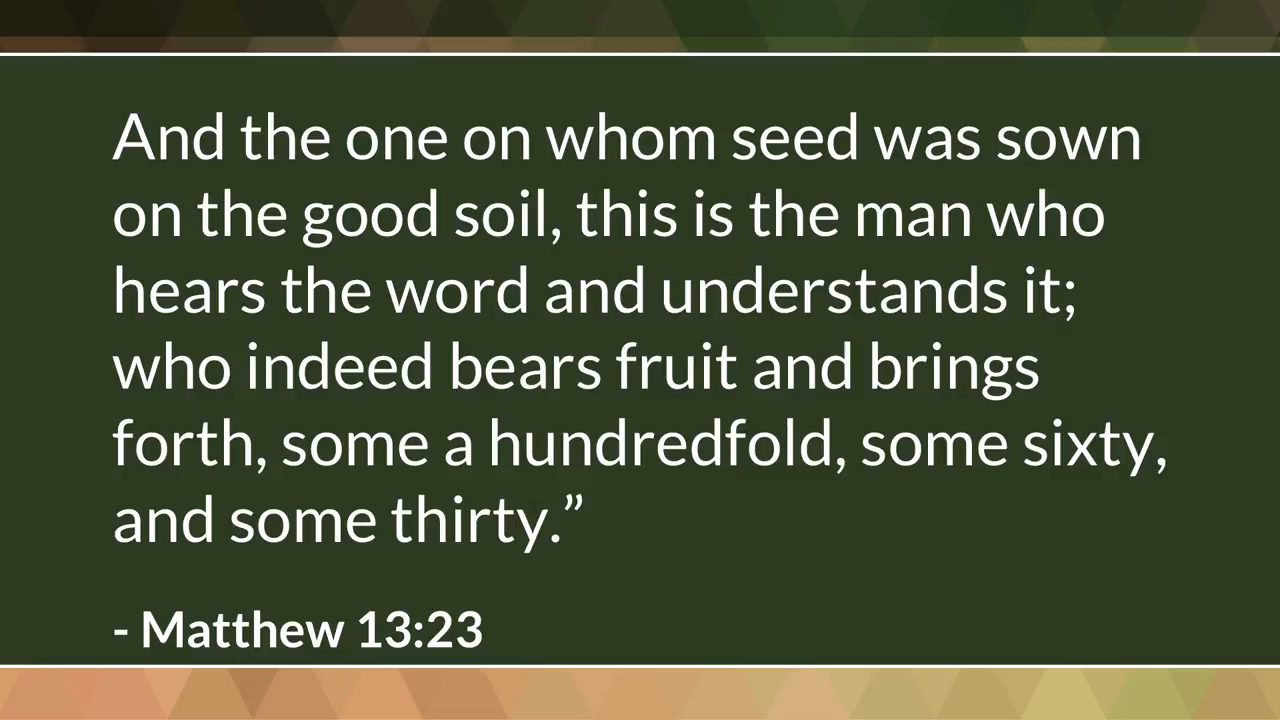 And the one on whom seed was sown
on the good soil, this is the man who
hears the word and understands it;
who indeed bears fruit and brings
forth, some a hundredfold, some sixty,
and some thirty.”
- Matthew 13:23